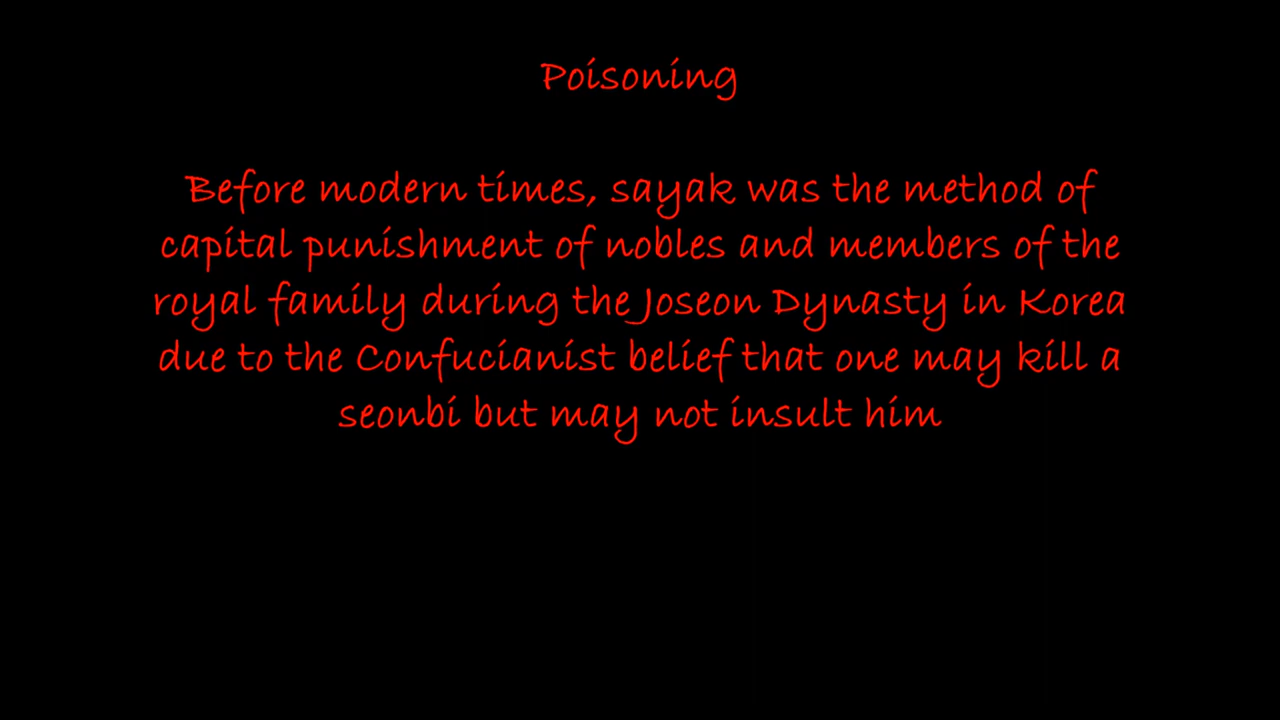 Poisoning
Before modern times, sayak was the method of
capital punishment of nobles and members of the
royal family during the Joseon Dynasty in Korea
due to the Confucianist belief that one may kill a
seonbi but may not insult him